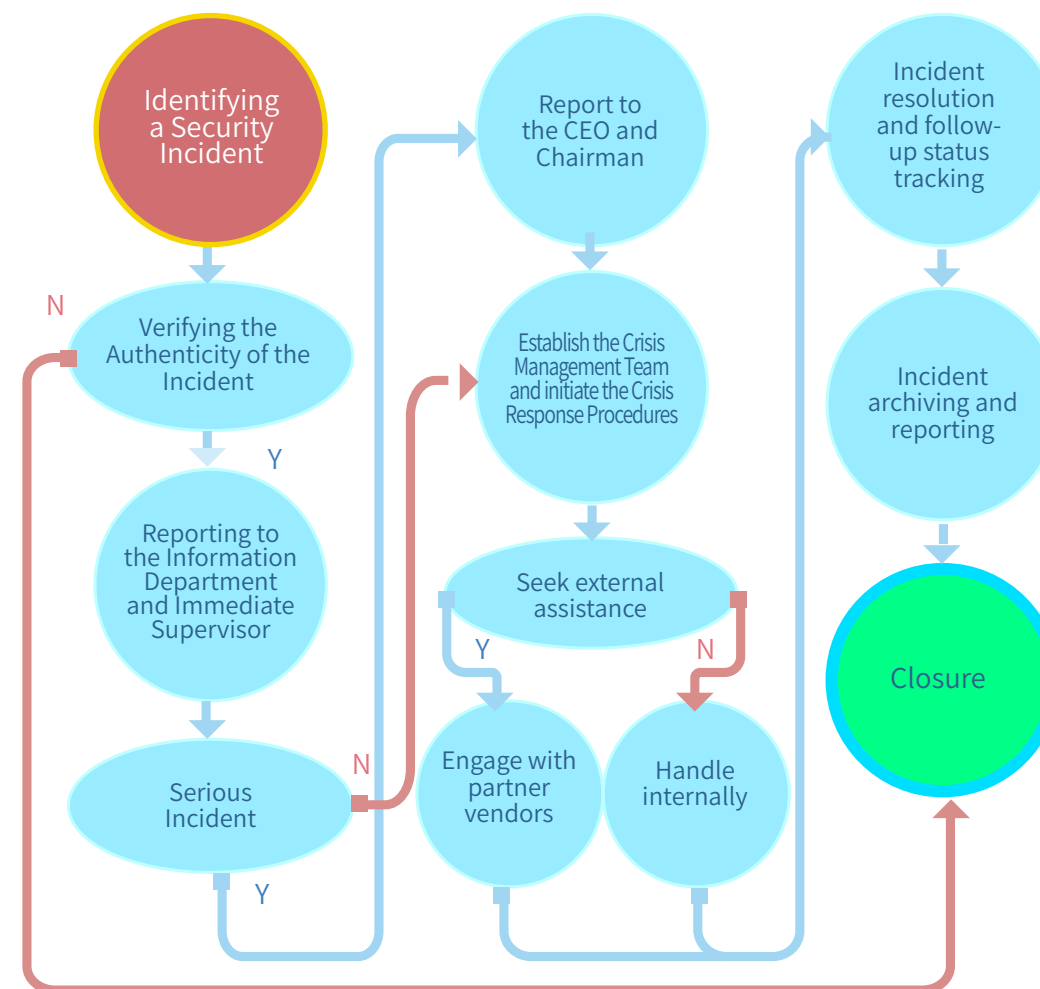 Identifying
a Security
Incident
N
Verifying the
Authenticity of the
Incident
Y
Reporting to
the Information
Department
and Immediate
Supervisor
Serious
Incident
N
Y
Report to
the CEO and
Chairman
Establish the Crisis
Management Team
and initiate the Crisis
Response Procedures
Seek external
assistance
Y
N
Engage with
partner
vendors
Handle
internally
Incident
resolution
and follow-
up status
tracking
Incident
archiving and
reporting
Closure